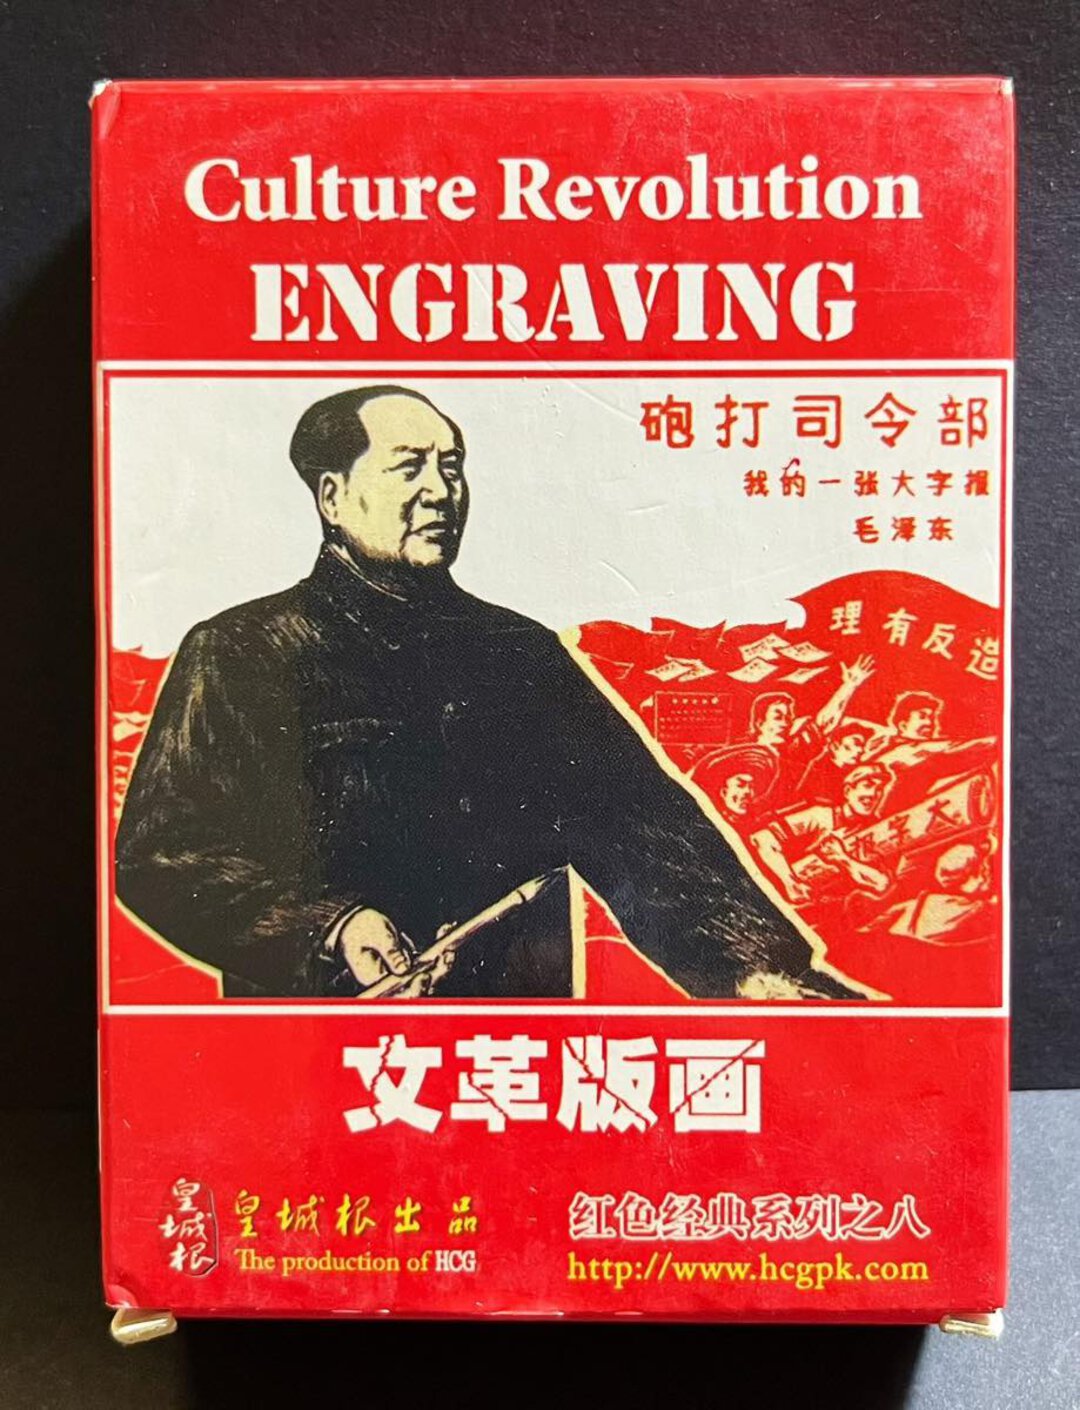 Culture Revolution
ENGRAVING
砲打司令部
我的一张大字报
毛泽东
理有反造
报字大
文革版画
皇城根
皇城根出品
The production of HCG
红色经典系列之八
http://www.hcgpk.com